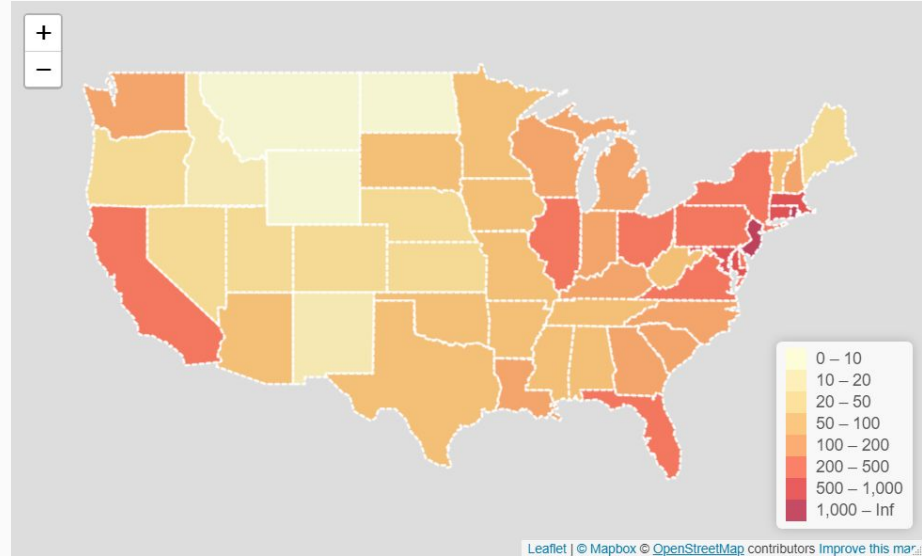 +
−
0 – 10
10 – 20
20 – 50
50 – 100
100 – 200
200 – 500
500 – 1,000
1,000 – Inf
Leaflet | © Mapbox © OpenStreetMap contributors Improve this map